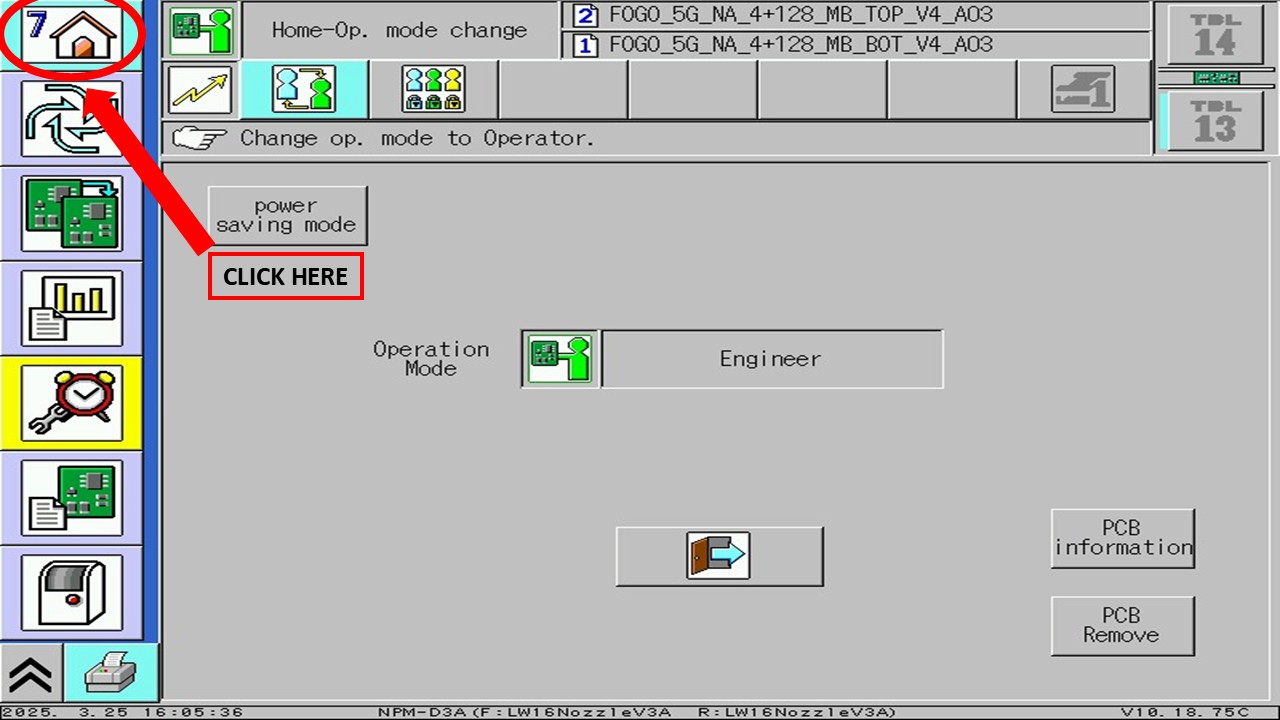 7
Home-Op. mode change
2 FOGO_5G_NA_4+128_MB_TOP_V4_A03
1 FOGO_5G_NA_4+128_MB_BOT_V4_A03
TBL
14
1
TBL
13
Change op. mode to Operator.
power
saving mode
CLICK HERE
Operation
Mode
Engineer
PCB
information
PCB
Remove
2025. 3.25 16:05:36
NPM-D3A(F:LW16NozzleV3A R:LW16NozzleV3A)
V10.18.75C